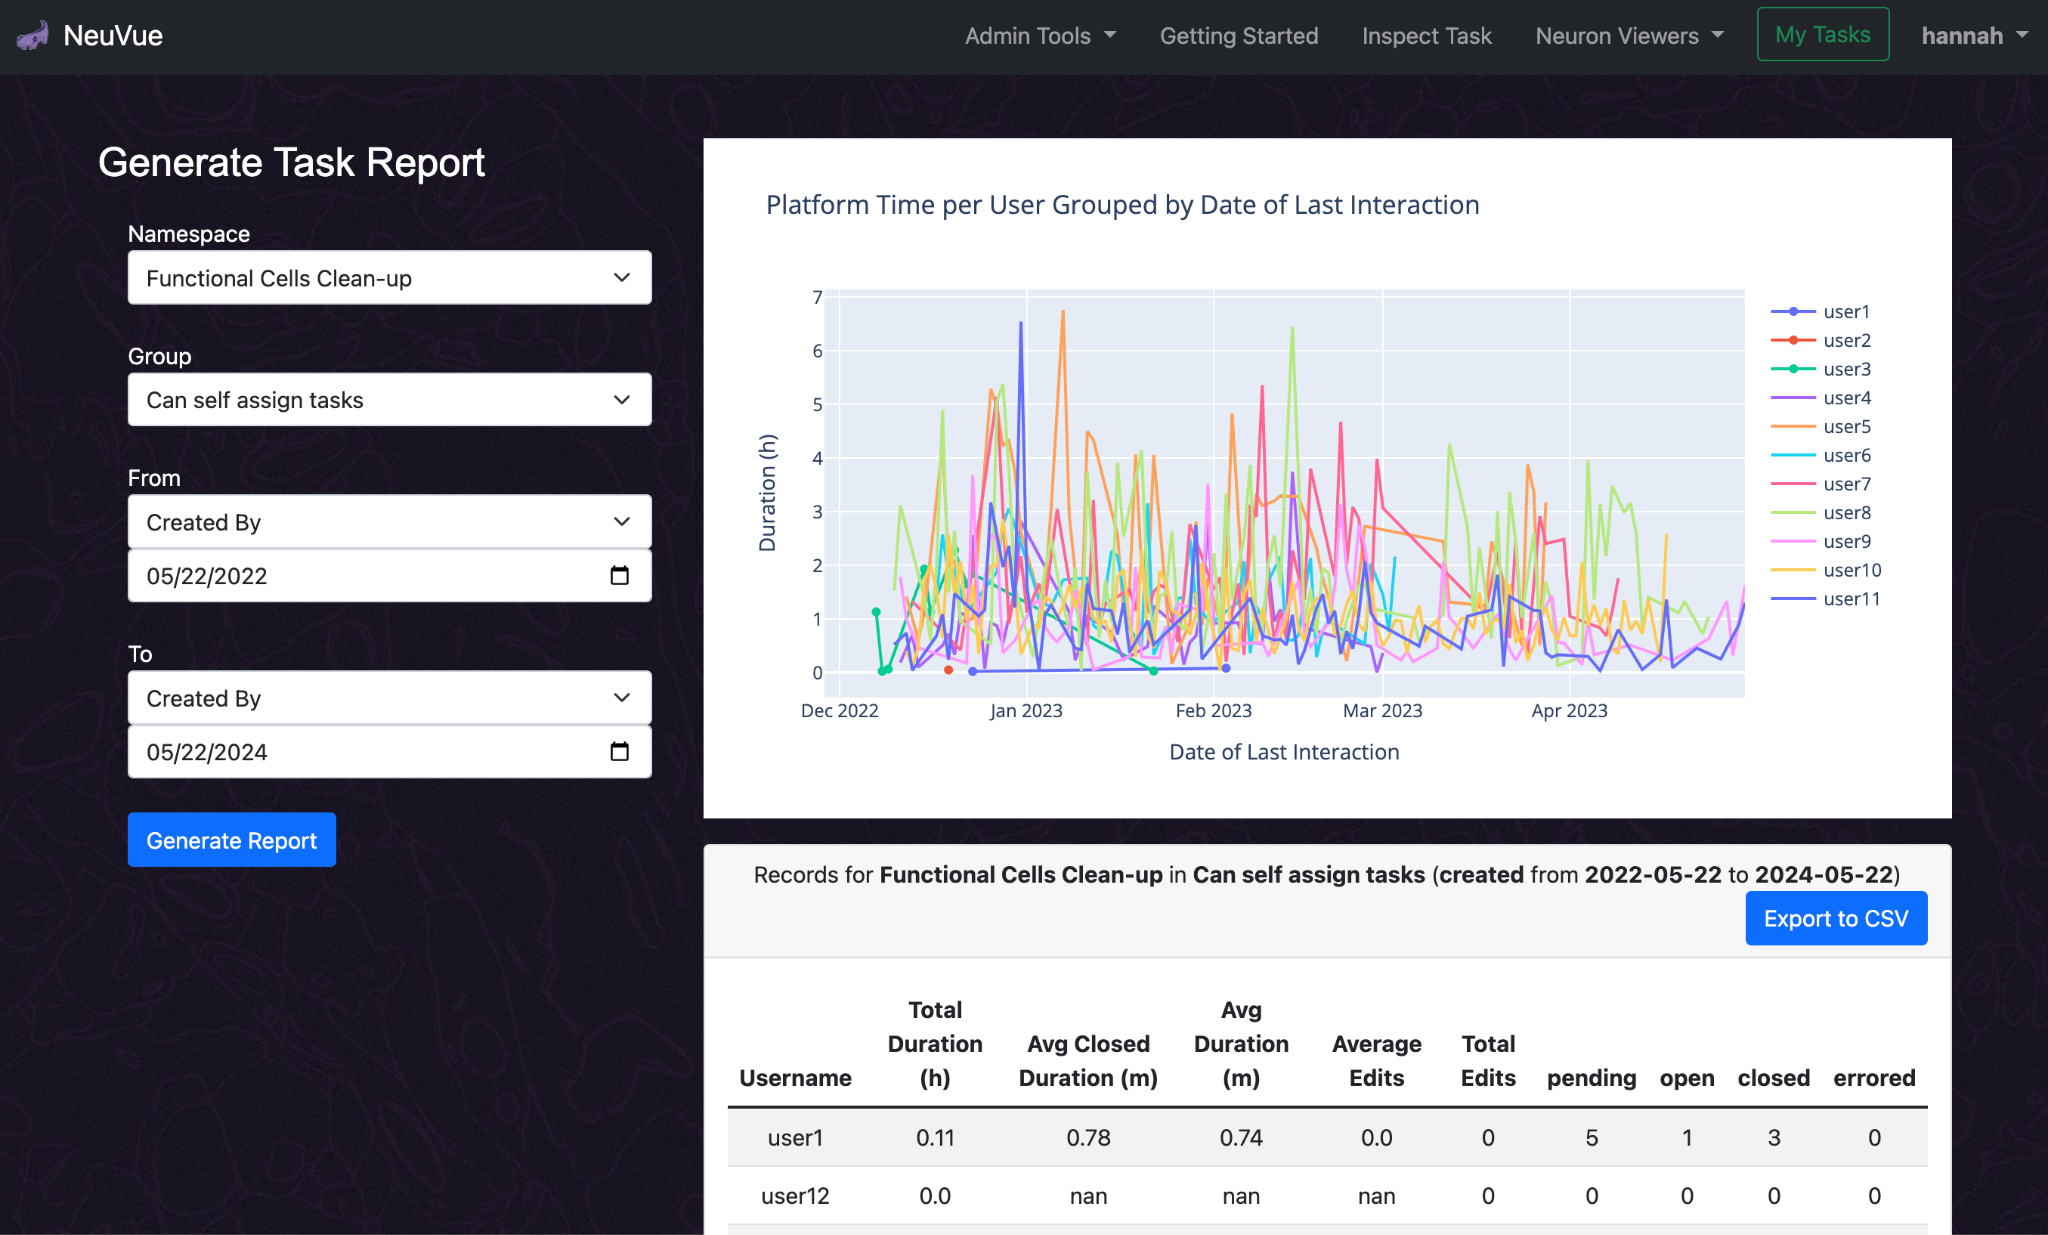 NeuVue
Admin Tools
Getting Started
Inspect Task
Neuron Viewers
My Tasks
hannah
Generate Task Report
Namespace
Functional Cells Clean-up
Group
Can self assign tasks
From
Created By
05/22/2022
To
Created By
05/22/2024
Generate Report
Platform Time per User Grouped by Date of Last Interaction
Duration (h)
7
6
5
4
3
2
1
0
Dec 2022
Jan 2023
Feb 2023
Mar 2023
Apr 2023
Date of Last Interaction
user1
user2
user3
user4
user5
user6
user7
user8
user9
user10
user11
Records for Functional Cells Clean-up in Can self assign tasks (created from 2022-05-22 to 2024-05-22)
Export to CSV
Username Total Duration (h) Avg Closed Duration (m) Avg Duration (m) Average Edits Total Edits pending open closed errored
user1 0.11 0.78 0.74 0.0 0 5 1 3 0
user12 0.0 nan nan nan 0 0 0 0 0